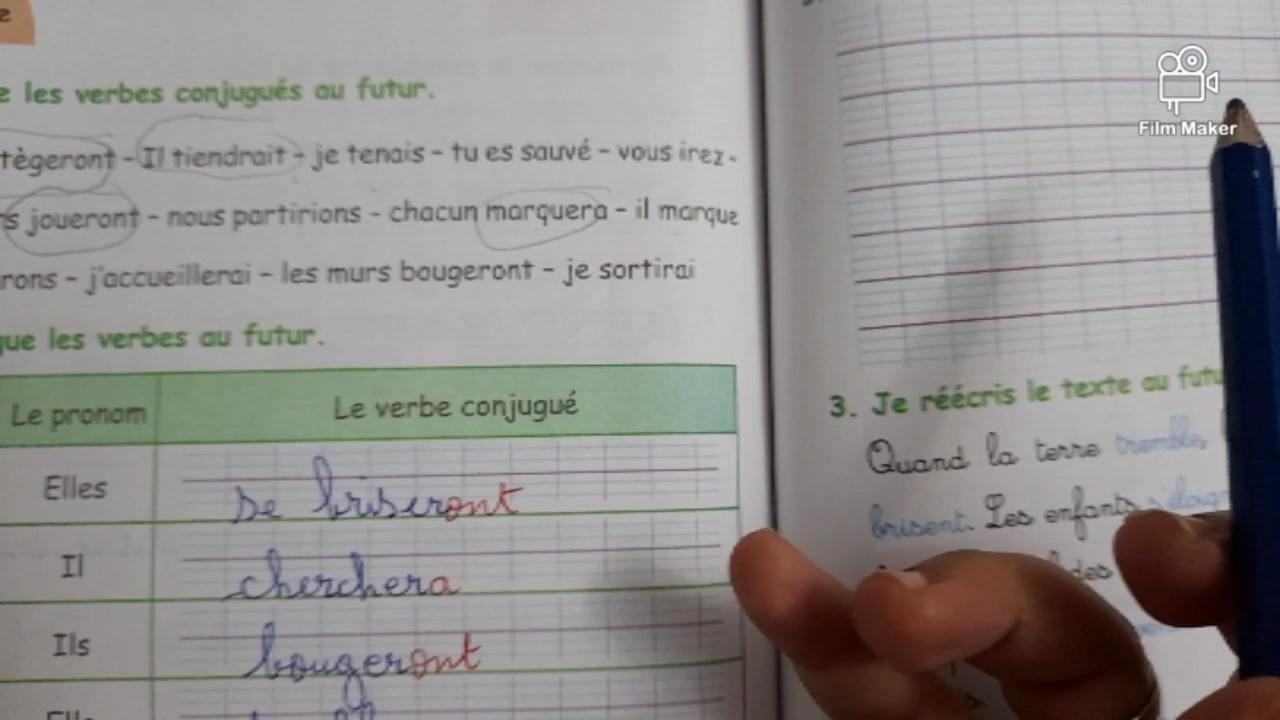 e les verbes conjugués au futur.
tègeront - Il tiendrait - je tenais - tu es sauvé - vous irez -
s joueront - nous partirions - chacun marquera - il marque
rons - j'accueillerai - les murs bougeront - je sortirai
gue les verbes au futur.
Le pronom Le verbe conjugué
Elles se briseront
Il cherchera
Ils bougeront
Film Maker
3. Je réécris le texte au futu
Quand la terre tremble,
brisent. Les enfants
des